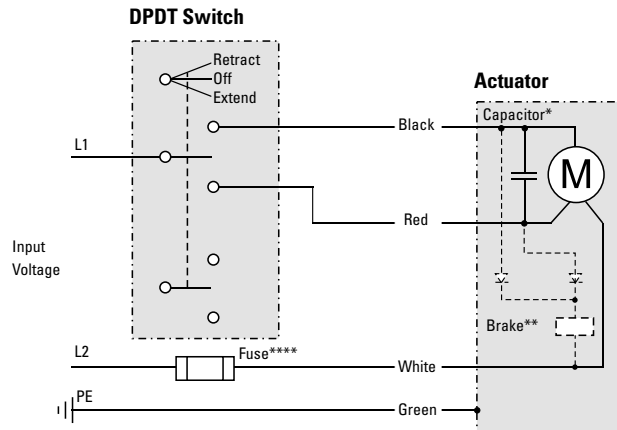 DPDT Switch
Retract
Off
Extend
Actuator
Capacitor*
Black
L1
M
Red
Input
Voltage
Brake**
L2
Fuse****
White
PE
Green